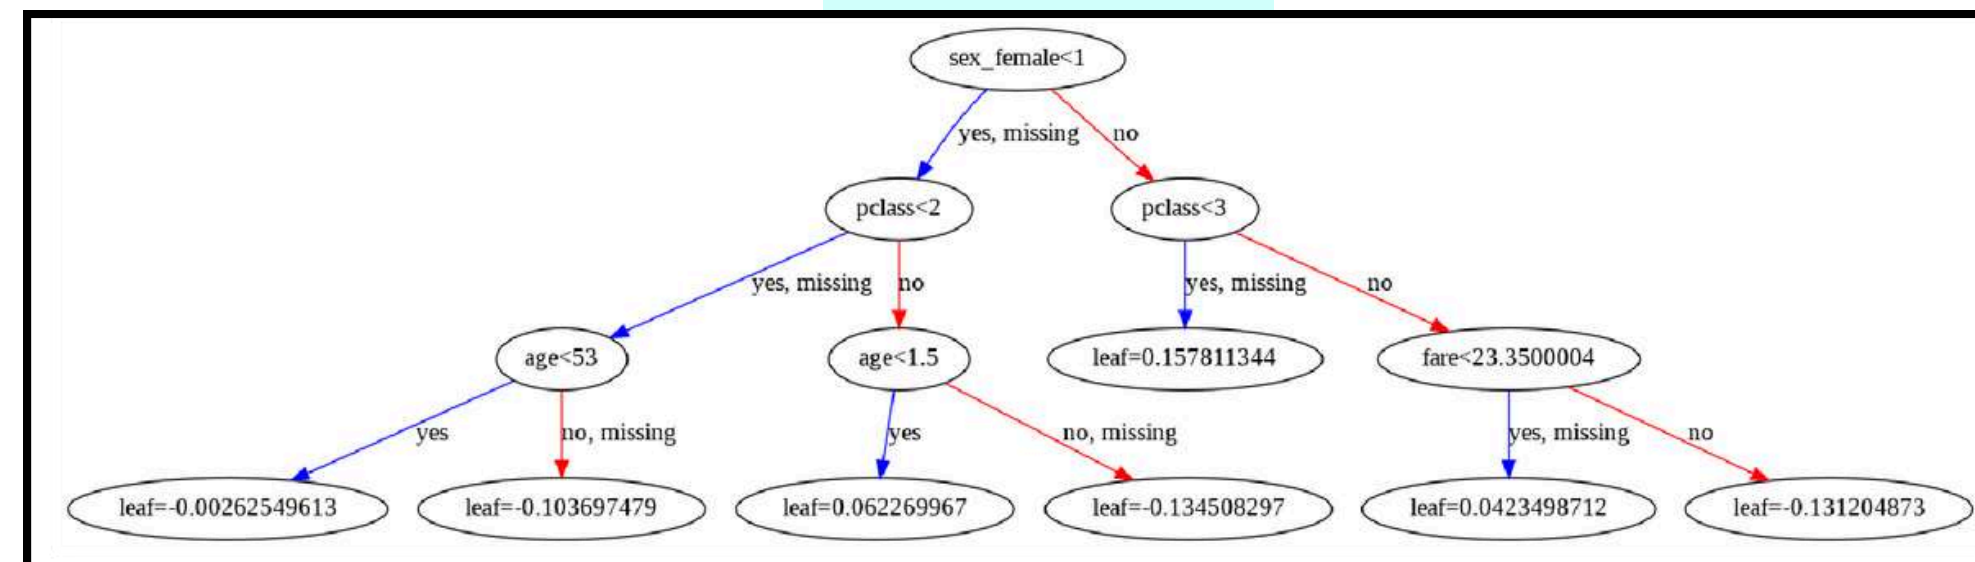 sex_female<1
yes, missing
no
pclass<2
pclass<3
yes, missing
no
yes, missing
no
age<53
age<1.5
leaf=0.157811344
fare<23.3500004
yes
no, missing
yes
no, missing
yes, missing
no
leaf=-0.00262549613
leaf=-0.103697479
leaf=0.062269967
leaf=-0.134508297
leaf=0.0423498712
leaf=-0.131204873